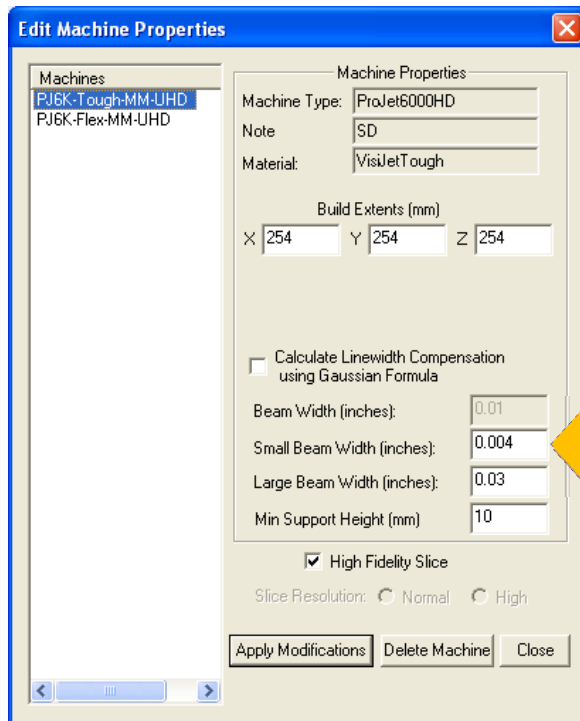 Edit Machine Properties
Machines
PJ6K-Tough-MM-UHD
PJ6K-Flex-MM-UHD
Machine Properties
Machine Type: ProJet6000HD
Note SD
Material: VisiJetTough
Build Extents (mm)
X 254 Y 254 Z 254
Calculate Linewidth Compensation
using Gaussian Formula
Beam Width (inches): 0.01
Small Beam Width (inches): 0.004
Large Beam Width (inches): 0.03
Min Support Height (mm) 10
High Fidelity Slice
Slice Resolution: Normal High
Apply Modifications Delete Machine Close